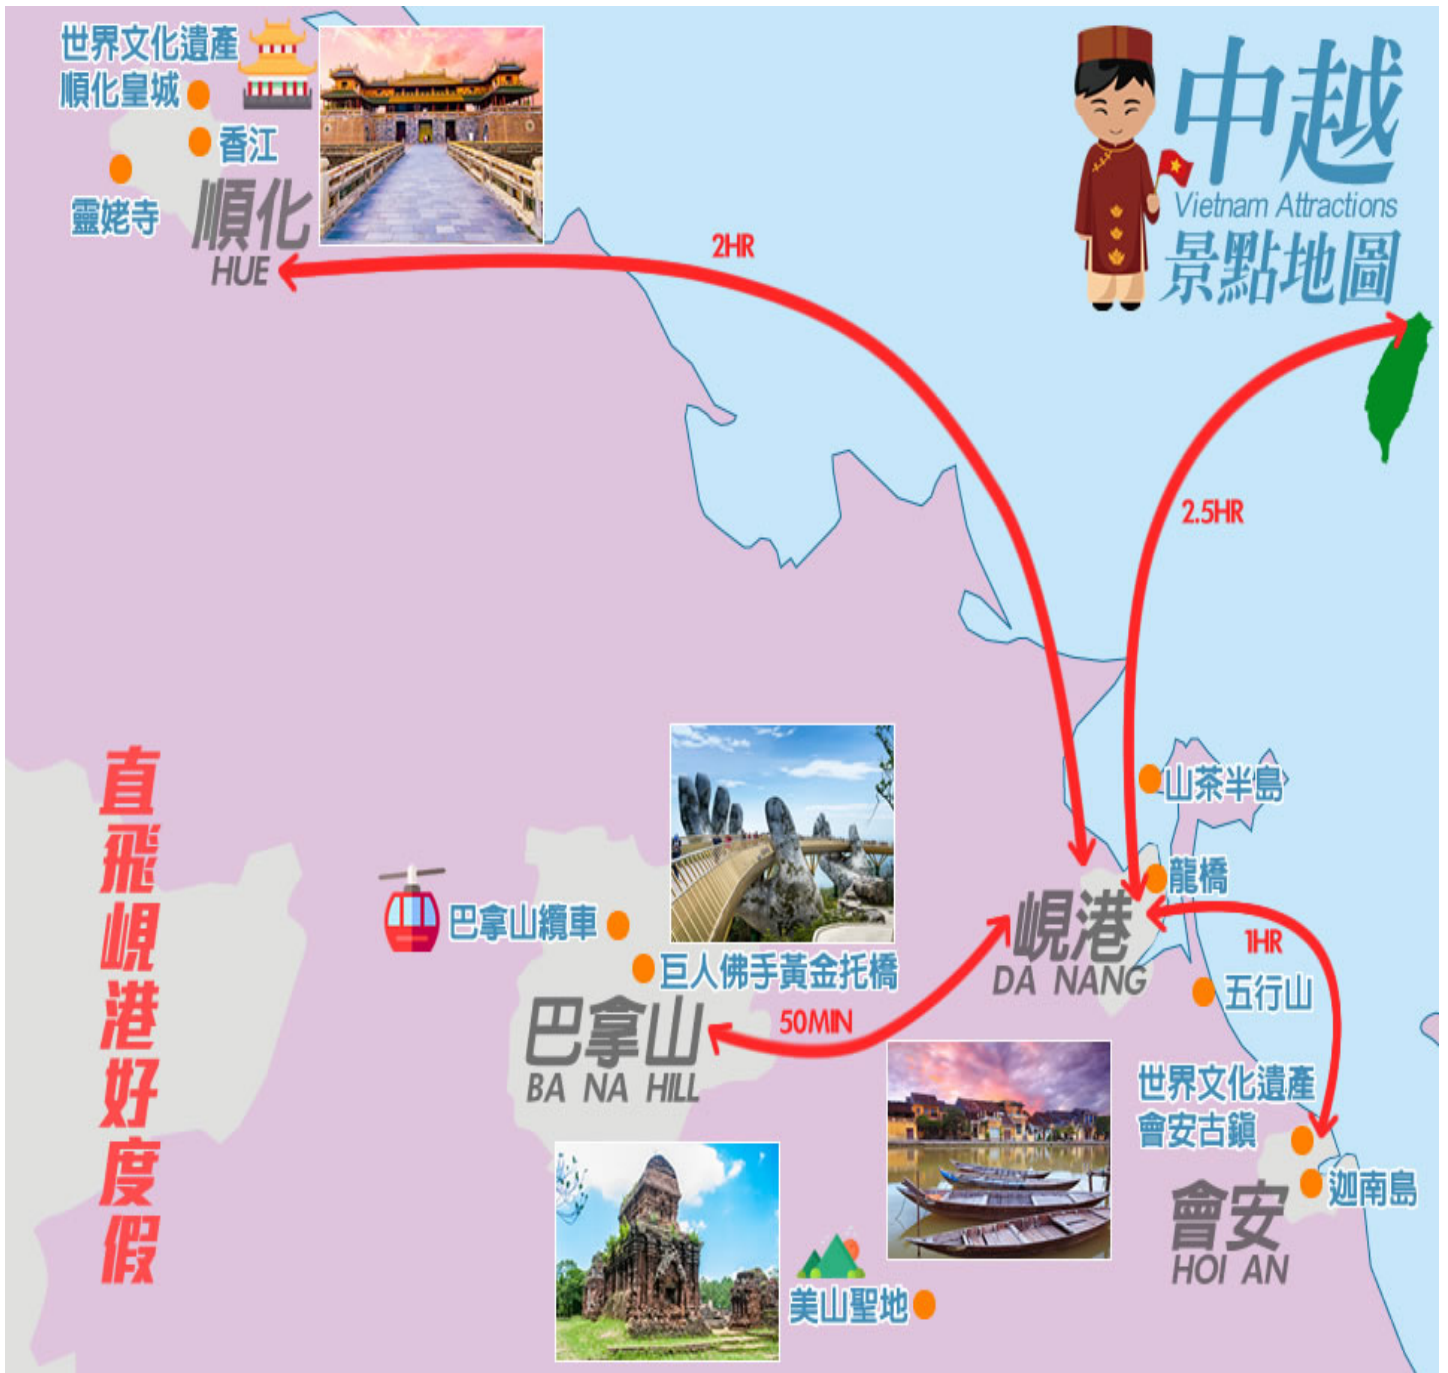 世界文化遺產
順化皇城
香江
靈姥寺
順化
HUE
中越
Vietnam Attractions
景點地圖
2HR
2.5HR
直飛峴港好度假
山茶半島
龍橋
峴港
DA NANG
1HR
五行山
巴拿山纜車
巨人佛手黃金托橋
巴拿山
BA NA HILL
50MIN
世界文化遺產
會安古鎮
迦南島
會安
HOI AN
美山聖地